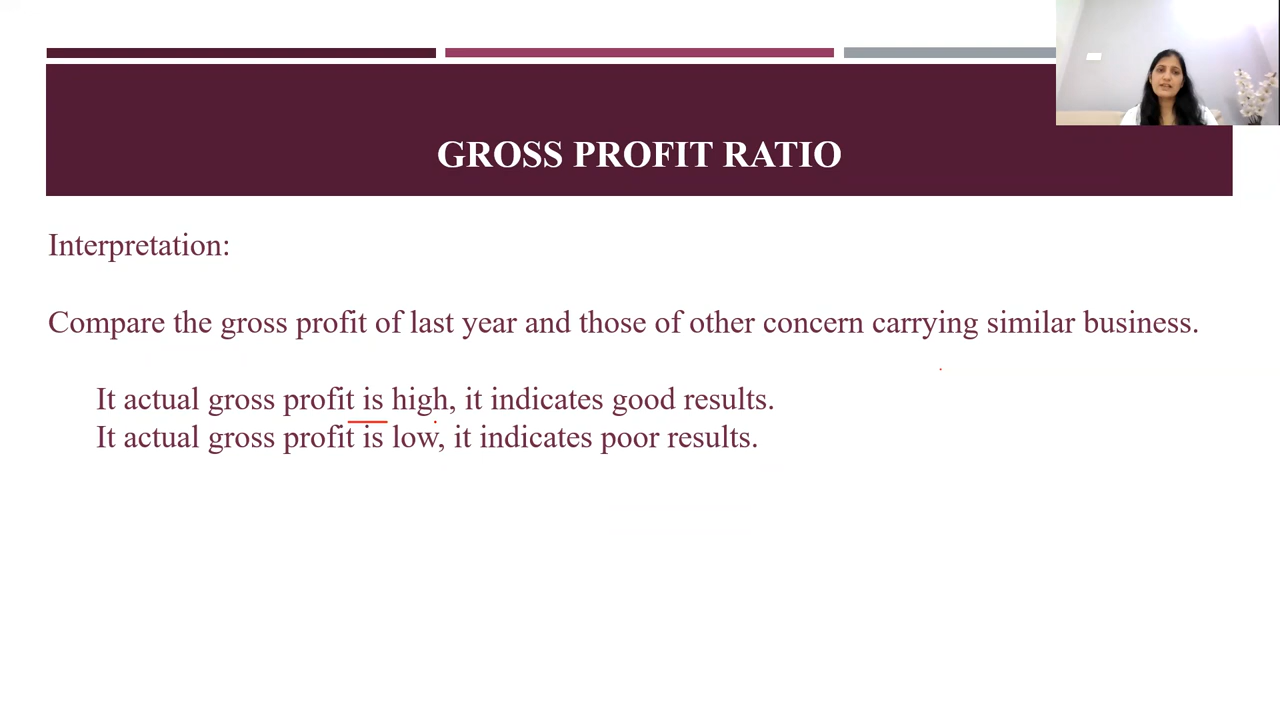 GROSS PROFIT RATIO
Interpretation:
Compare the gross profit of last year and those of other concern carrying similar business.
It actual gross profit is high, it indicates good results.
It actual gross profit is low, it indicates poor results.